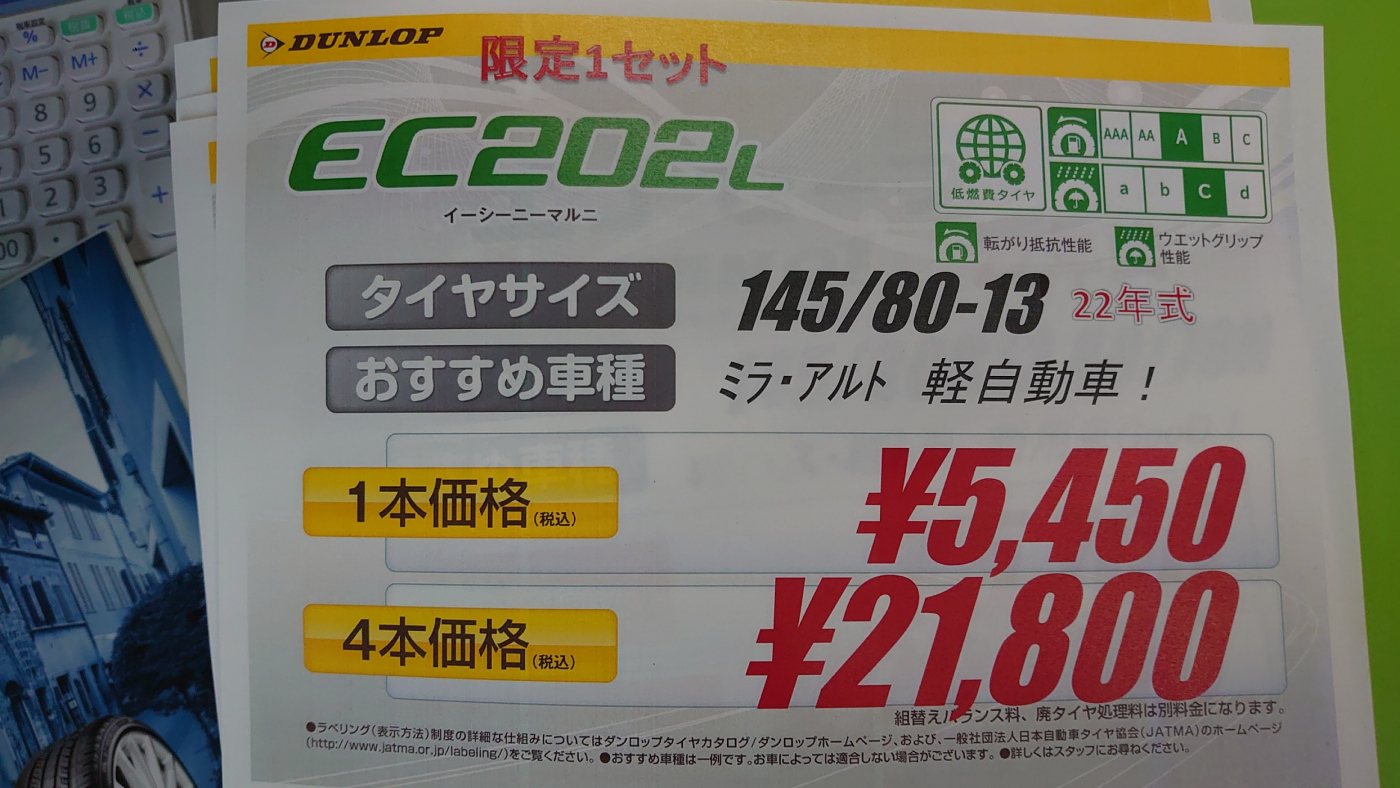 DUNLOP
限定1セット
EC202L
イーシーニーマルニ
低燃費タイヤ
AAA AA A B C
a b c d
転がり抵抗性能
ウエットグリップ
性能
タイヤサイズ
145/80-13 22年式
おすすめ車種
ミラ・アルト 軽自動車!
1本価格(税込)
¥5,450
4本価格(税込)
¥21,800
組替えバランス料、廃タイヤ処理料は別料金になります。
●ラベリング(表示方法)制度の詳細な仕組みについてはダンロップタイヤカタログ/ダンロップホームページ、および、一般社団法人日本自動車タイヤ協会(JATMA)のホームページ
(http://www.jatma.or.jp/labeling/)をご覧ください。 ●おすすめ車種は一例です。お車によっては適合しない場合がございます。 ●詳しくはスタッフにお尋ねください。
% 税抜 税込
M- M+ ÷
8 9 ×
5 6 −
2 3 +